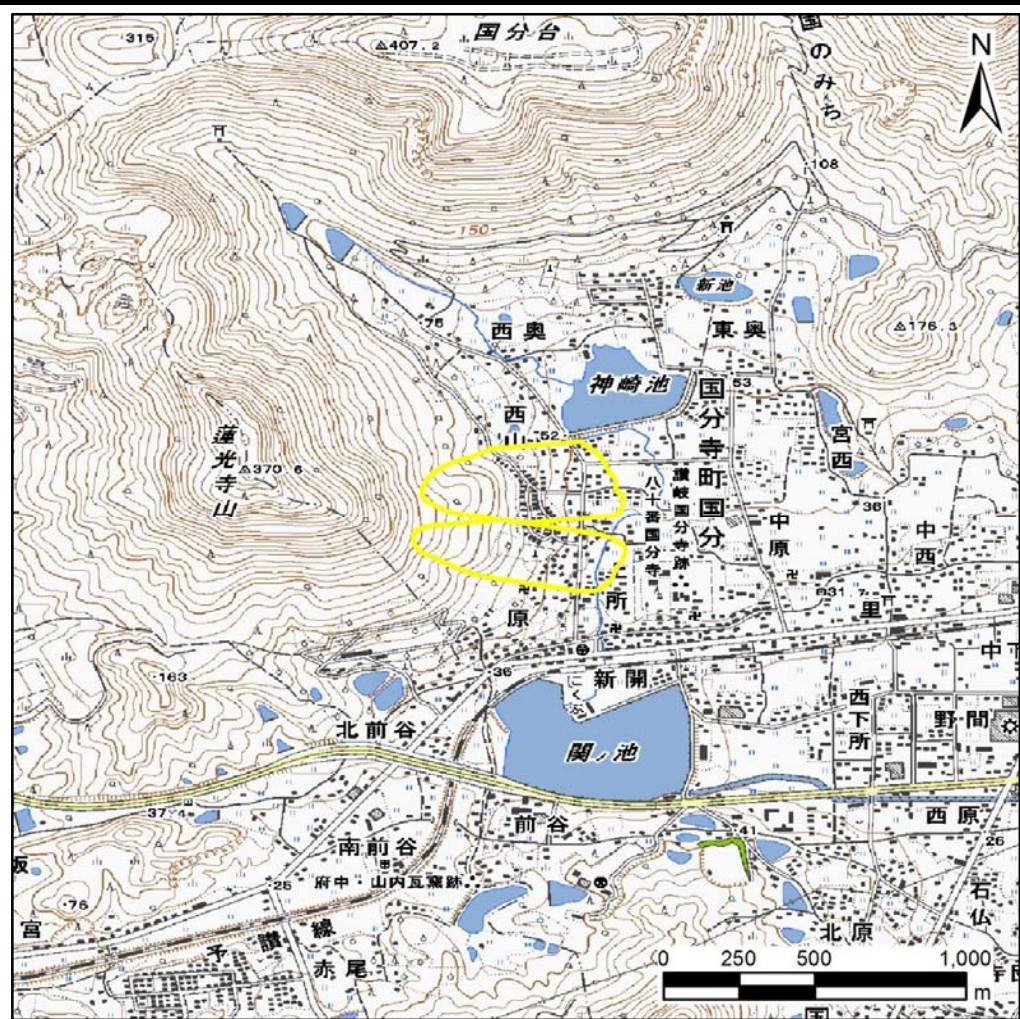 国分台
・315
△407.2
国のみち
N
・108
150
新池
75
西奥
東奥
△176.3
神崎池
53
西山
52
国分寺町国分
宮西
蓮光寺山
△370.6
八十番国分寺
讃岐国分寺跡
36
中原
中西
50
31.7
原
所
里
・163
36
新開
こくぶ
中
西下所
野間
北前谷
関ノ池
37.4
前谷
41
西原
南前谷
26
府中・山内瓦窯跡
25
石仏
・76
宮
北原
予讃線
赤尾
0 250 500 1,000
m
国